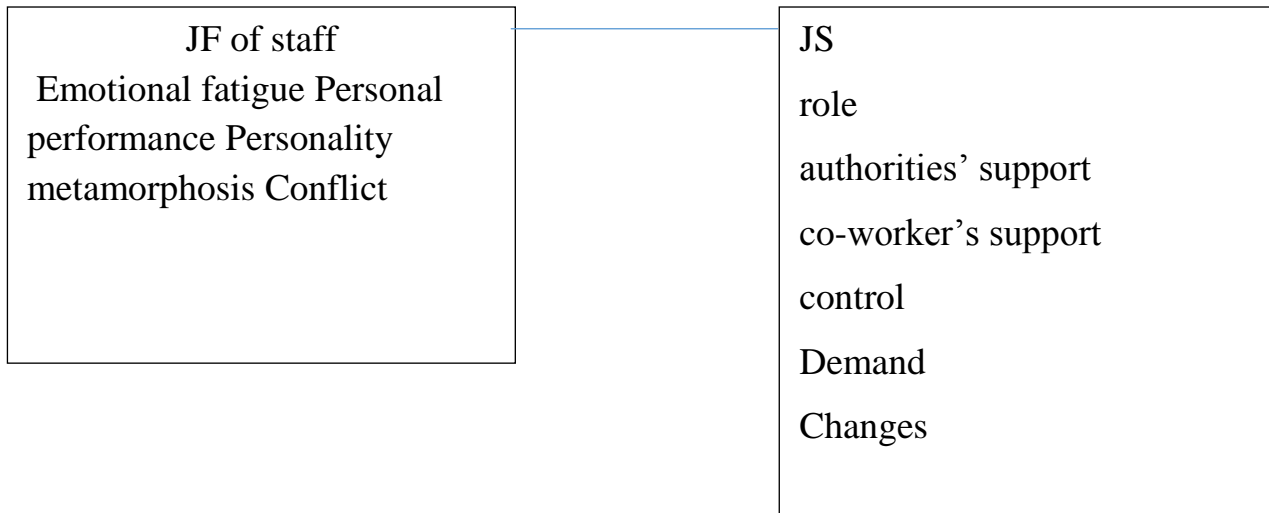 JF of staff
Emotional fatigue Personal
performance Personality
metamorphosis Conflict
JS
role
authorities’ support
co-worker’s support
control
Demand
Changes